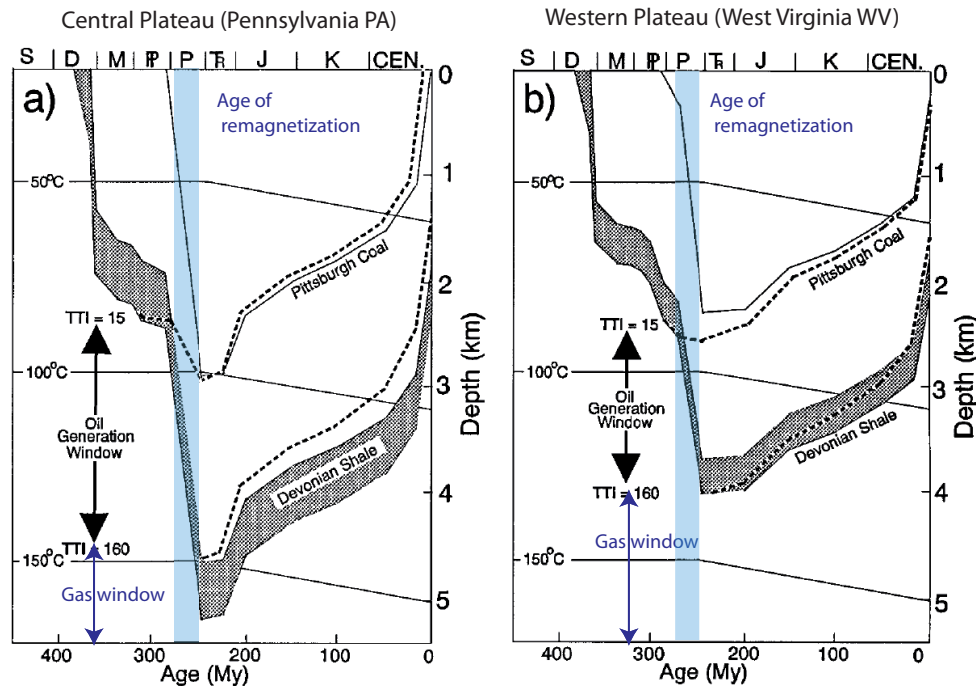 Central Plateau (Pennsylvania PA)
S D M IP P TR J K CEN.
a)
Age of
remagnetization
50°C
Pittsburgh Coal
TTI = 15
100°C
Oil
Generation
Window
Devonian Shale
TTI = 160
150°C
Gas window
0
1
2
3
4
5
Depth (km)
400 300 200 100 0
Age (My)
Western Plateau (West Virginia WV)
S D M IP P TR J K CEN.
b)
Age of
remagnetization
50°C
Pittsburgh Coal
TTI = 15
100°C
Oil
Generation
Window
Devonian Shale
TTI = 160
Gas window
150°C
0
1
2
3
4
5
Depth (km)
400 300 200 100 0
Age (My)